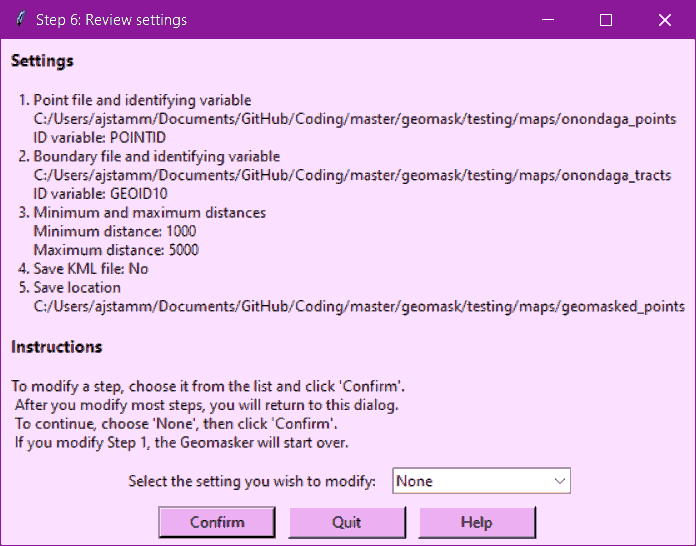 Step 6: Review settings
Settings
1. Point file and identifying variable
C:/Users/ajstamm/Documents/GitHub/Coding/master/geomask/testing/maps/onondaga_points
ID variable: POINTID
2. Boundary file and identifying variable
C:/Users/ajstamm/Documents/GitHub/Coding/master/geomask/testing/maps/onondaga_tracts
ID variable: GEOID10
3. Minimum and maximum distances
Minimum distance: 1000
Maximum distance: 5000
4. Save KML file: No
5. Save location
C:/Users/ajstamm/Documents/GitHub/Coding/master/geomask/testing/maps/geomasked_points
Instructions
To modify a step, choose it from the list and click 'Confirm'.
After you modify most steps, you will return to this dialog.
To continue, choose 'None', then click 'Confirm'.
If you modify Step 1, the Geomasker will start over.
Select the setting you wish to modify: None
Confirm Quit Help